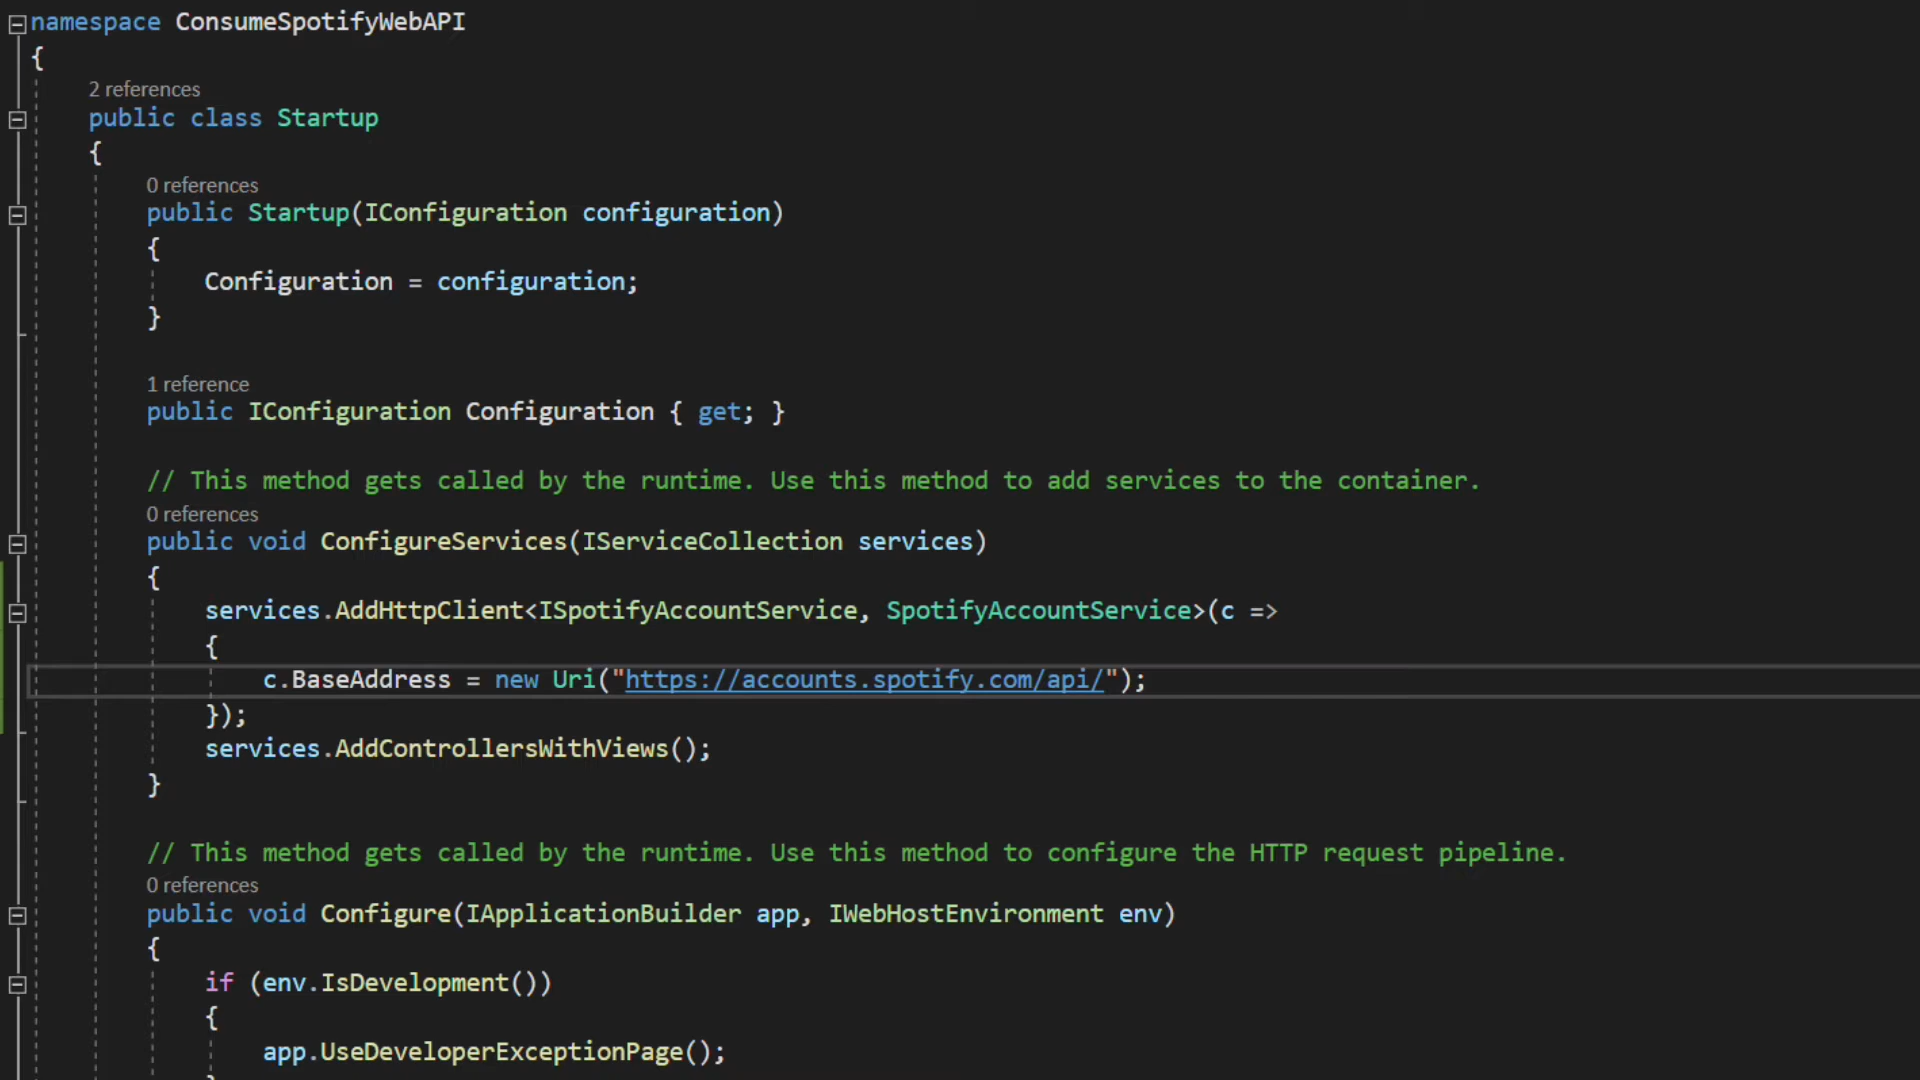 namespace ConsumeSpotifyWebAPI
{
2 references
public class Startup
{
0 references
public Startup(IConfiguration configuration)
{
Configuration = configuration;
}
1 reference
public IConfiguration Configuration { get; }
// This method gets called by the runtime. Use this method to add services to the container.
0 references
public void ConfigureServices(IServiceCollection services)
{
services.AddHttpClient<ISpotifyAccountService, SpotifyAccountService>(c =>
{
c.BaseAddress = new Uri("https://accounts.spotify.com/api/");
});
services.AddControllersWithViews();
}
// This method gets called by the runtime. Use this method to configure the HTTP request pipeline.
0 references
public void Configure(IApplicationBuilder app, IWebHostEnvironment env)
{
if (env.IsDevelopment())
{
app.UseDeveloperExceptionPage();